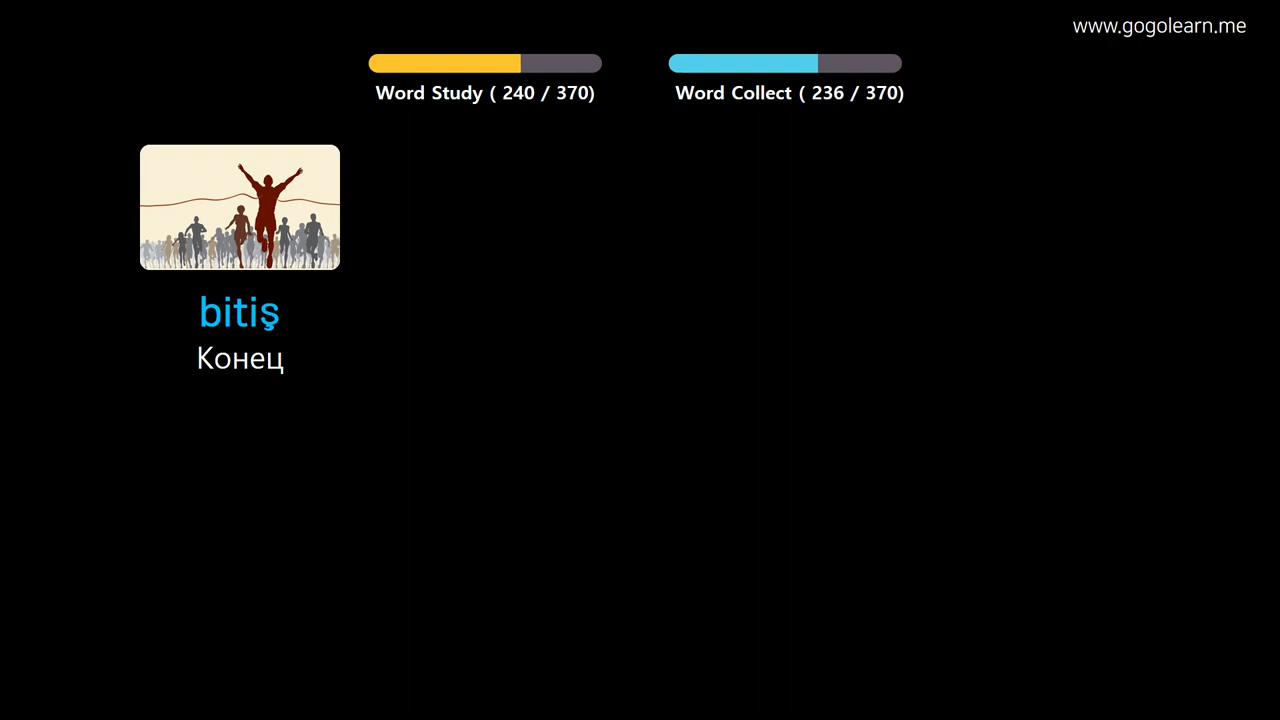 www.gogolearn.me
Word Study ( 240 / 370)
Word Collect ( 236 / 370)
bitiş
Конец